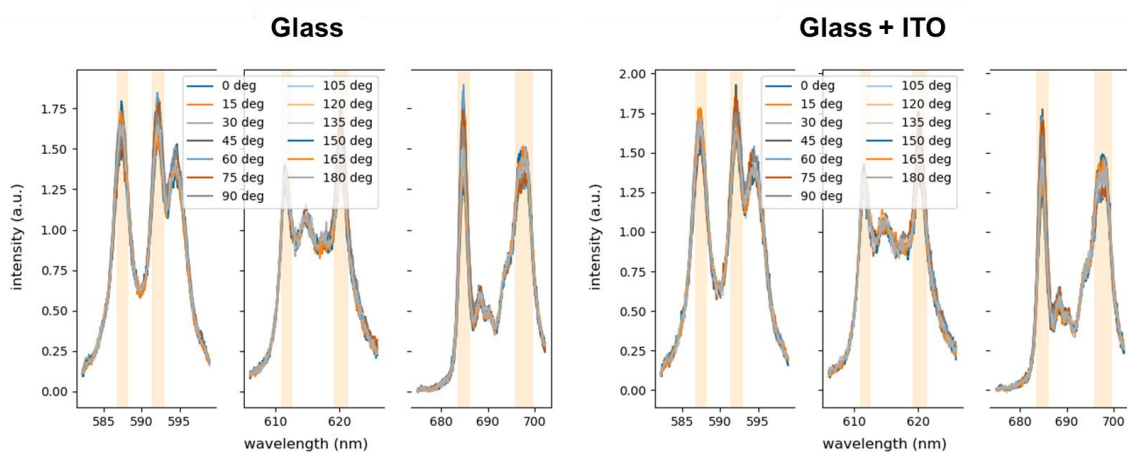 Glass
Glass + ITO
intensity (a.u.)
1.75
1.50
1.25
1.00
0.75
0.50
0.25
0.00
0 deg
15 deg
30 deg
45 deg
60 deg
75 deg
90 deg
105 deg
120 deg
135 deg
150 deg
165 deg
180 deg
585
590
595
610
620
680
690
700
wavelength (nm)
intensity (a.u.)
2.00
1.75
1.50
1.25
1.00
0.75
0.50
0.25
0.00
0 deg
15 deg
30 deg
45 deg
60 deg
75 deg
90 deg
105 deg
120 deg
135 deg
150 deg
165 deg
180 deg
585
590
595
610
620
680
690
700
wavelength (nm)